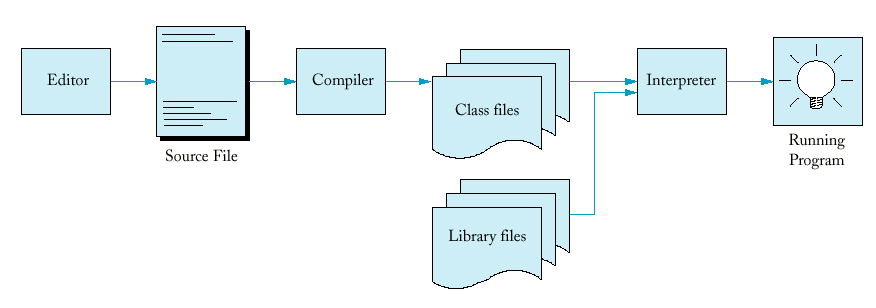 Editor
Source File
Compiler
Class files
Library files
Interpreter
Running
Program